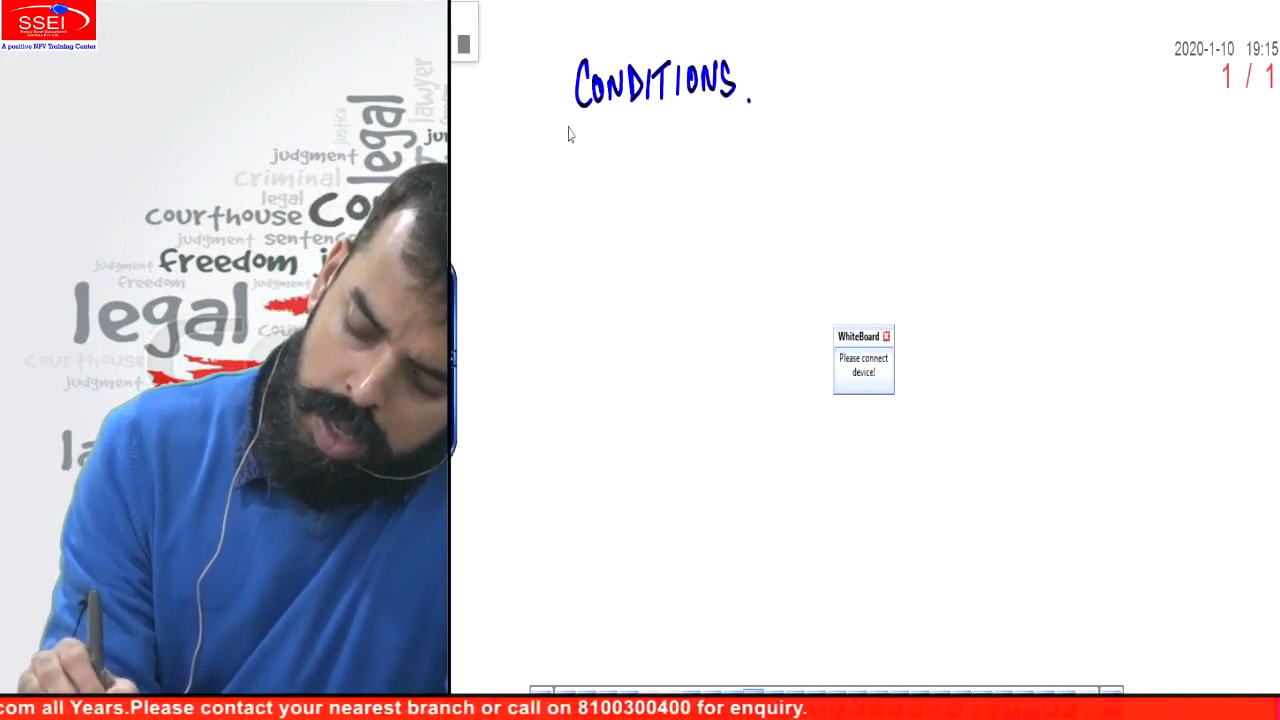 SSEI
A positive NPV Training Center
2020-1-10 19:15
1 / 1
CONDITIONS.
lawyer
justice
legal
judgment
criminal
legal
courthouse
judgment
freedom
judgment
freedom
judgment
legal
courthouse
judgment
WhiteBoard
Please connect
device!
com all Years.Please contact your nearest branch or call on 8100300400 for enquiry.